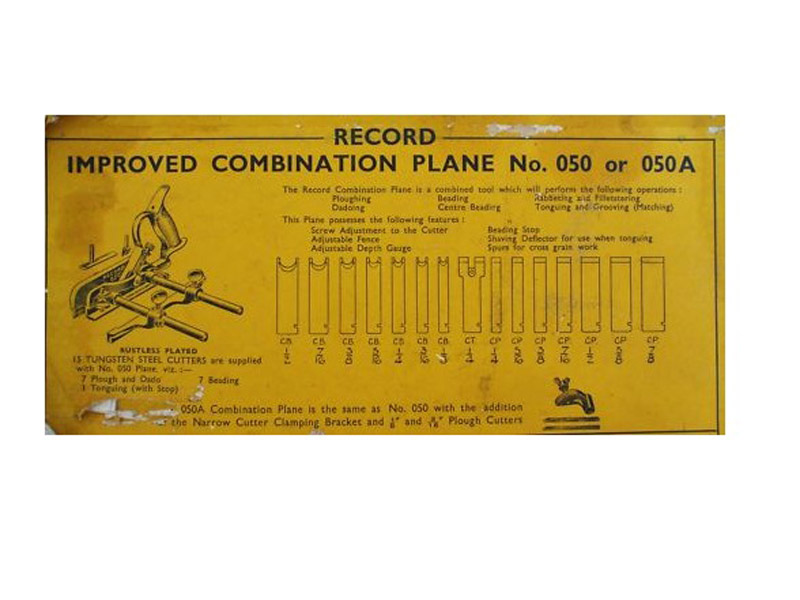 RECORD
IMPROVED COMBINATION PLANE No. 050 or 050A
The Record Combination Plane is a combined tool which will perform the following operations :
Ploughing Beading Rabbeting and Filletstering
Dadoing Centre Beading Tonguing and Grooving (Matching)
This Plane possesses the following features :
Screw Adjustment to the Cutter Beading Stop
Adjustable Fence Shaving Deflector for use when tonguing
Adjustable Depth Gauge Spurs for cross grain work
C.B. C.B. C.B. C.B. C.B. C.B. C.B. C.T. C.P. C.P. C.P. C.P. C.P. C.P. C.P.
RUSTLESS PLATED
15 TUNGSTEN STEEL CUTTERS are supplied
with No. 050 Plane, viz. :—
7 Plough and Dado 7 Beading
1 Tonguing (with Stop)
050A Combination Plane is the same as No. 050 with the addition
the Narrow Cutter Clamping Bracket and 1/8" and 3/16" Plough Cutters